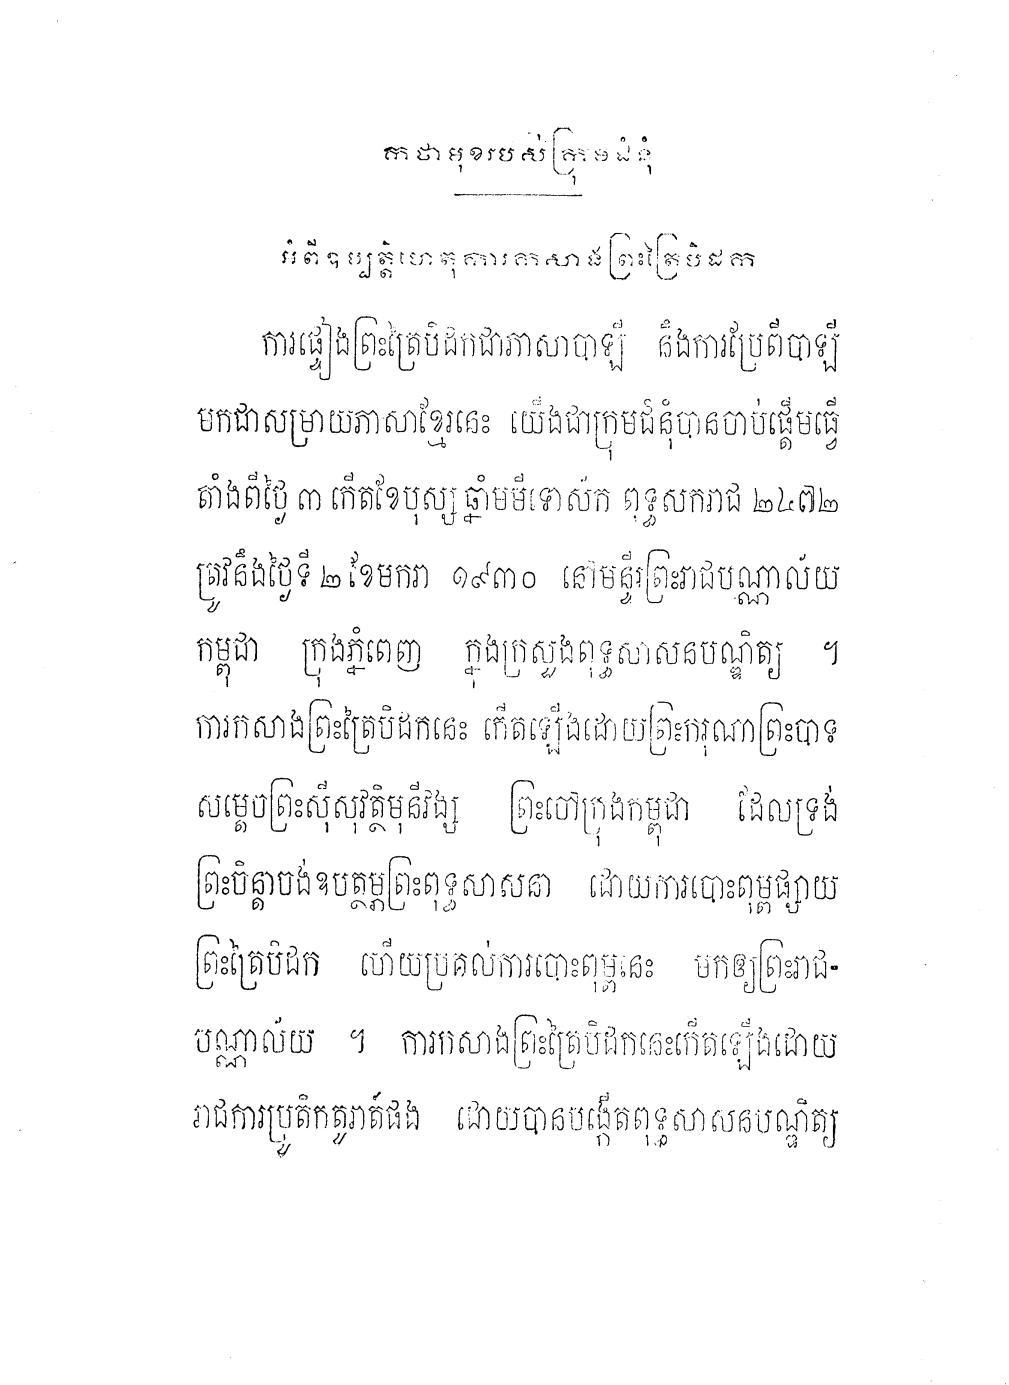 កថាមុខរបស់ក្រុមជំនុំ
អំពីឧប្បត្តិហេតុការកសាងព្រះត្រៃបិដក
ការផ្ទៀងព្រះត្រៃបិដកជាភាសាបាឡី នឹងការប្រែពីបាឡី
មកជាសម្រាយភាសាខ្មែរនេះ យើងជាក្រុមជំនុំបានចាប់ផ្តើមធ្វើ
តាំងពីថ្ងៃ ៣ កើតខែបុស្ស ឆ្នាំមមីទោស័ក ពុទ្ធសករាជ ២៤៧២
ត្រូវនឹងថ្ងៃទី ២ ខែមករា ១៩៣០ នៅមន្ទីរព្រះរាជបណ្ណាល័យ
កម្ពុជា ក្រុងភ្នំពេញ ក្នុងក្រសួងពុទ្ធសាសនបណ្ឌិត្យ ។
ការកសាងព្រះត្រៃបិដកនេះ កើតឡើងដោយព្រះករុណាព្រះបាទ
សម្តេចព្រះស៊ីសុវត្ថិមុនីវង្ស ព្រះចៅក្រុងកម្ពុជា ដែលទ្រង់
ព្រះចិន្តាចង់ឧបត្ថម្ភព្រះពុទ្ធសាសនា ដោយការបោះពុម្ពផ្សាយ
ព្រះត្រៃបិដក ហើយប្រគល់ការបោះពុម្ពនេះ មកឲ្យព្រះរាជ-
បណ្ណាល័យ ។ ការកសាងព្រះត្រៃបិដកនេះកើតឡើងដោយ
រាជការប្រូតិកតូរាត៍ផង ដោយបានបង្កើតពុទ្ធសាសនបណ្ឌិត្យ